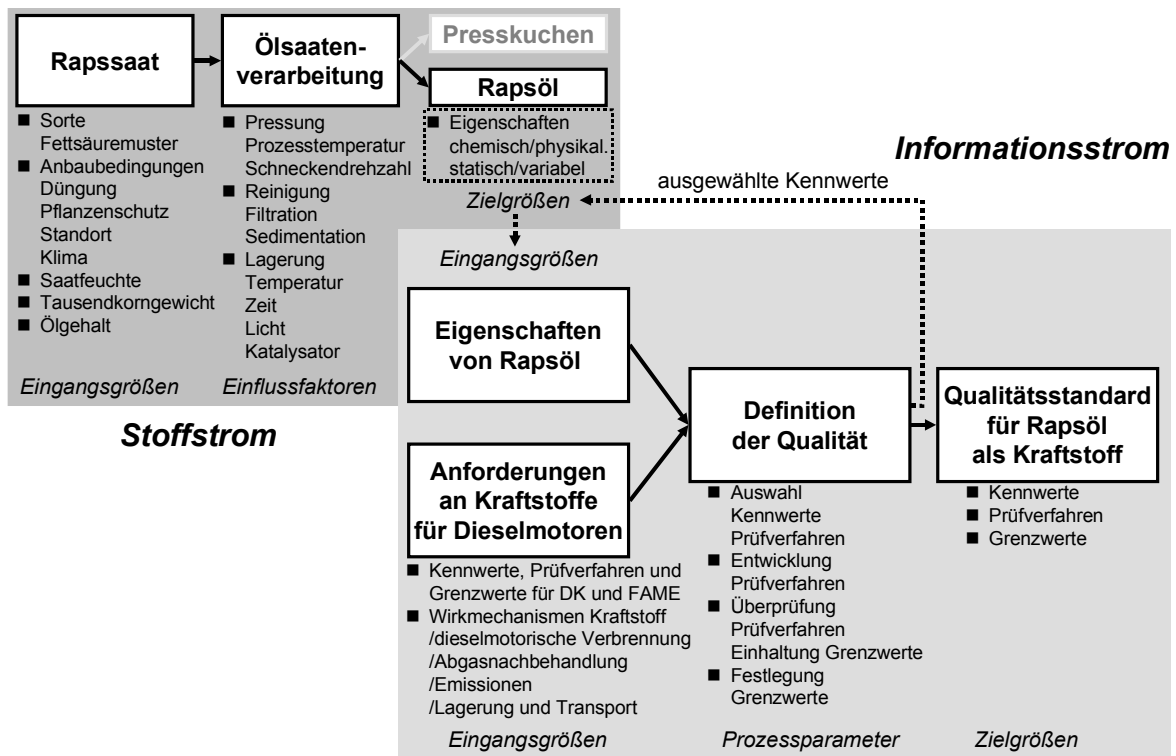 Rapssaat
■ Sorte
Fettsäuremuster
■ Anbaubedingungen
Düngung
Pflanzenschutz
Standort
Klima
■ Saatfeuchte
■ Tausendkorngewicht
■ Ölgehalt
Eingangsgrößen
Ölsaaten-
verarbeitung
■ Pressung
Prozesstemperatur
Schneckendrehzahl
■ Reinigung
Filtration
Sedimentation
■ Lagerung
Temperatur
Zeit
Licht
Katalysator
Einflussfaktoren
Presskuchen
Rapsöl
■ Eigenschaften
chemisch/physikal.
statisch/variabel
Zielgrößen
Stoffstrom
Informationsstrom
ausgewählte Kennwerte
Eingangsgrößen
Eigenschaften
von Rapsöl
Anforderungen
an Kraftstoffe
für Dieselmotoren
■ Kennwerte, Prüfverfahren und
Grenzwerte für DK und FAME
■ Wirkmechanismen Kraftstoff
/dieselmotorische Verbrennung
/Abgasnachbehandlung
/Emissionen
/Lagerung und Transport
Eingangsgrößen
Definition
der Qualität
■ Auswahl
Kennwerte
Prüfverfahren
■ Entwicklung
Prüfverfahren
■ Überprüfung
Prüfverfahren
Einhaltung Grenzwerte
■ Festlegung
Grenzwerte
Prozessparameter
Qualitätsstandard
für Rapsöl
als Kraftstoff
■ Kennwerte
■ Prüfverfahren
■ Grenzwerte
Zielgrößen